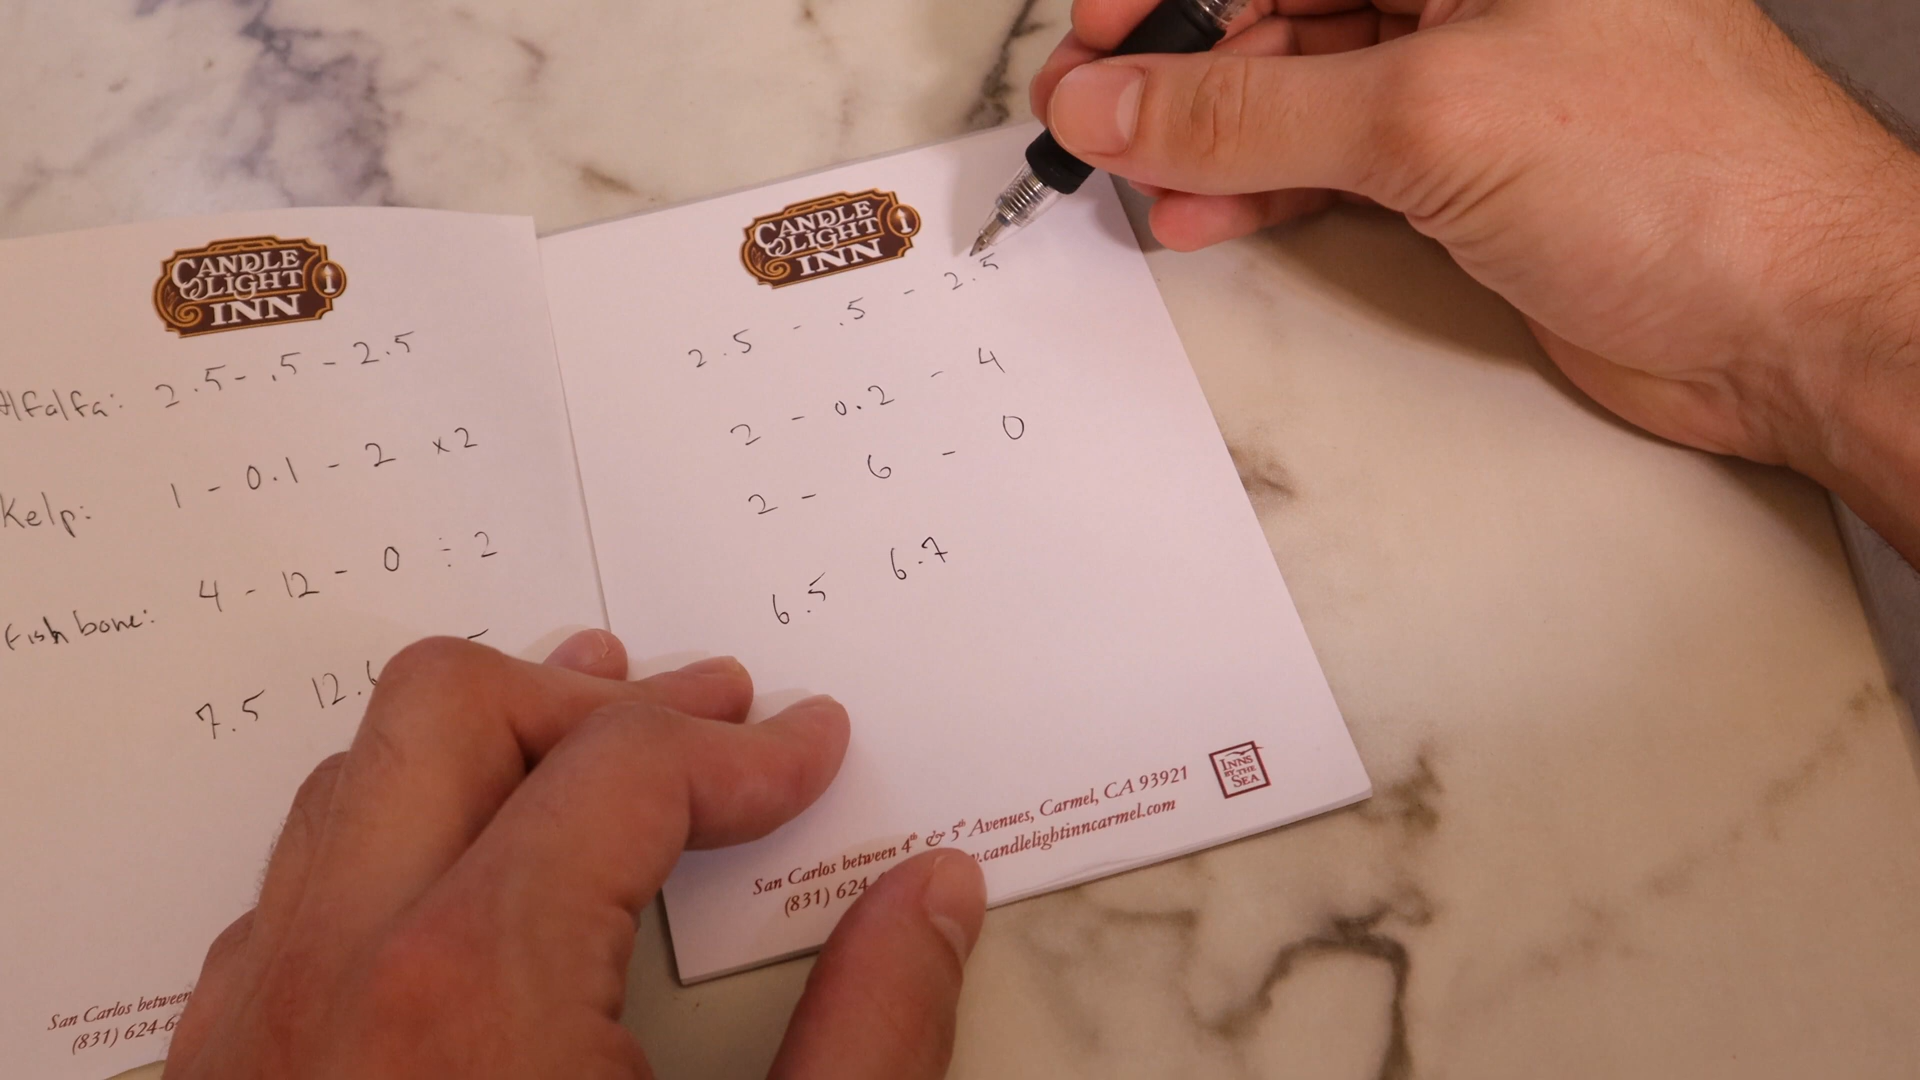 CANDLE
LIGHT
INN
Alfalfa: 2.5 - .5 - 2.5
Kelp: 1 - 0.1 - 2 x2
Fish bone: 4 - 12 - 0 ÷ 2
7.5 12.6
San Carlos between
(831) 624-6
CANDLE
LIGHT
INN
2.5 - .5 - 2.5
2 - 0.2 - 4
2 - 6 - 0
6.5 6.7
San Carlos between 4th & 5th Avenues, Carmel, CA 93921
(831) 624 .candlelightinncarmel.com
INNS
BY THE
SEA